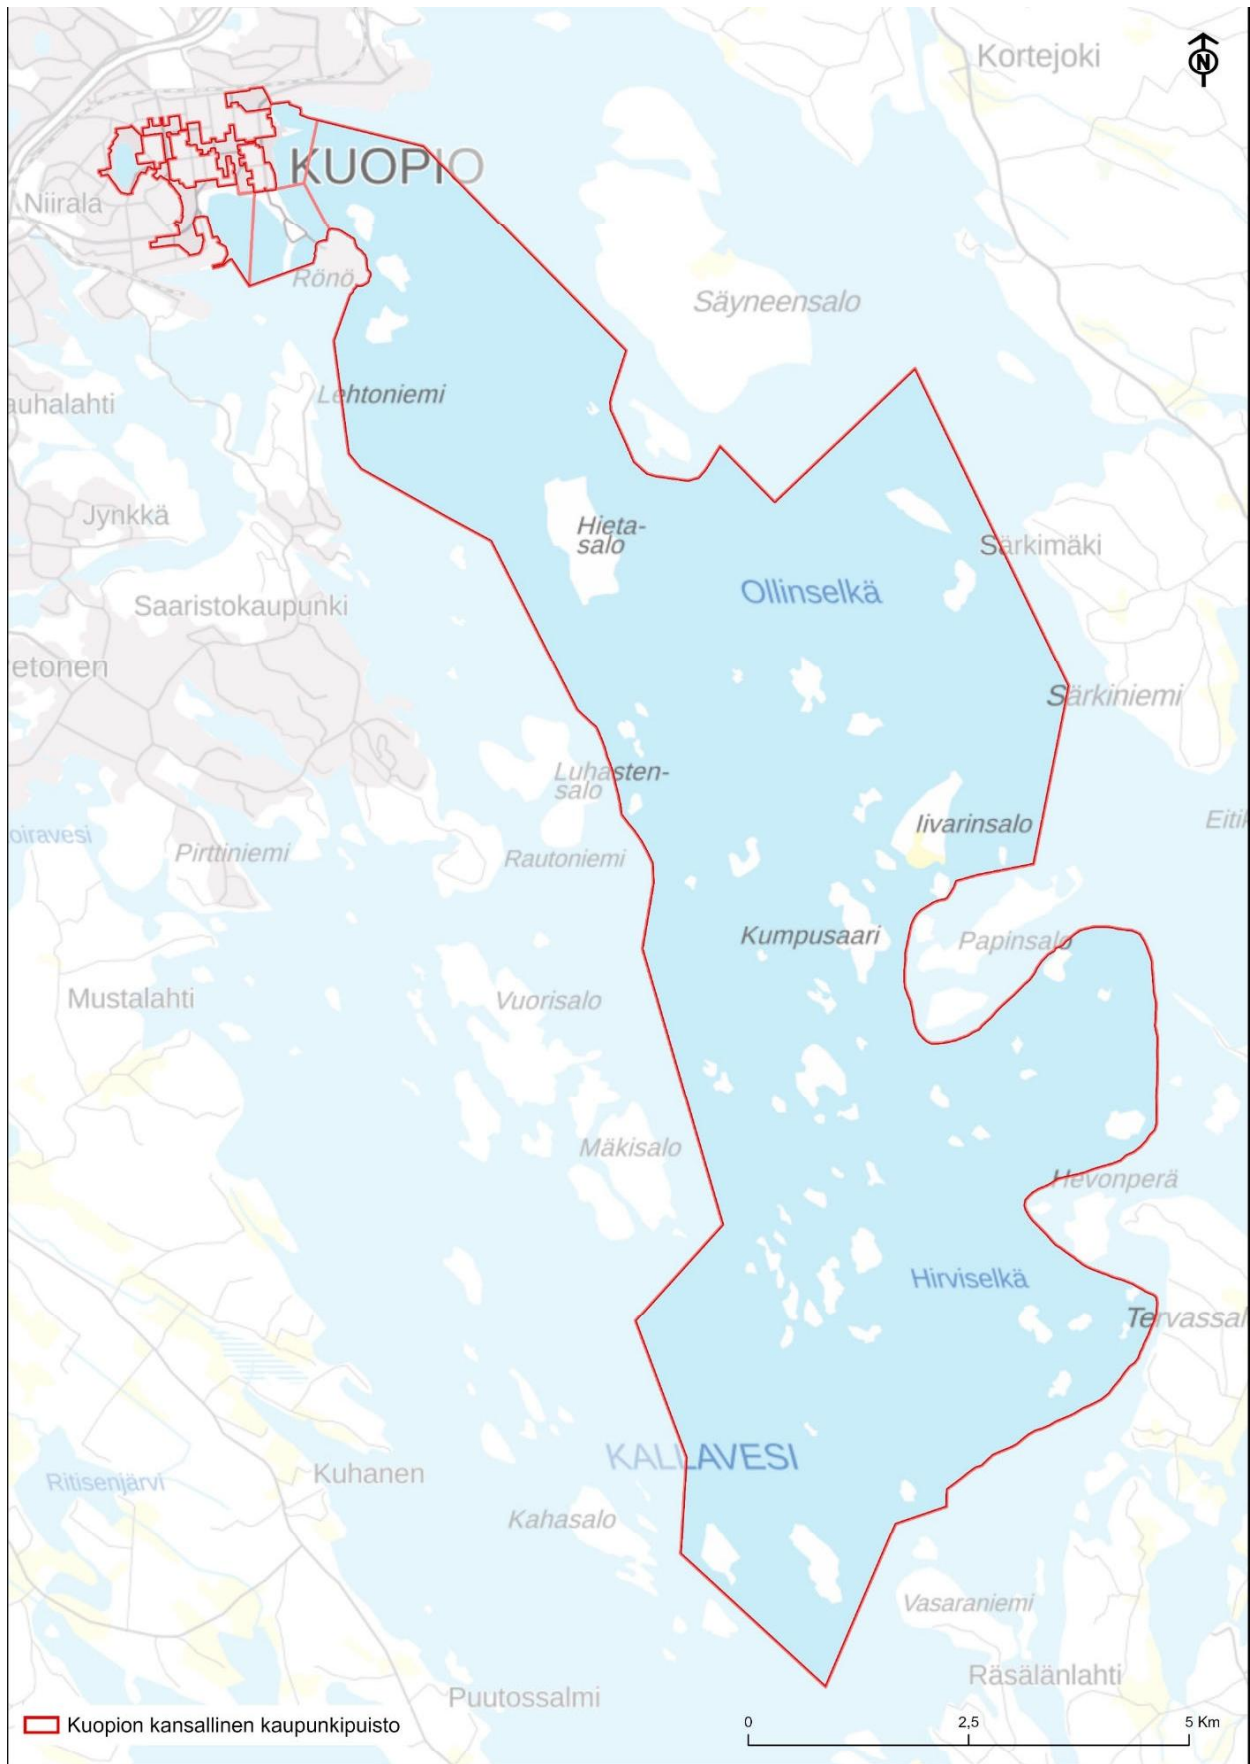 Kortejoki
N
KUOPIO
Niirala
Rönö
Säyneensalo
Lehtoniemi
auhalahti
Jynkkä
Hieta-
salo
Särkimäki
Ollinselkä
Saaristokaupunki
etonen
Särkiniemi
Luhasten-
salo
Iivarinsalo
Eitik
oiravesi
Pirttiniemi
Rautoniemi
Kumpusaari
Papinsalo
Mustalahti
Vuorisalo
Mäkisalo
Hevonperä
Hirviselkä
Tervassal
KALLAVESI
Kuhanen
Ritisenjärvi
Kahasalo
Vasaraniemi
Räsälänlahti
Puutossalmi
Kuopion kansallinen kaupunkipuisto
0 2,5 5 Km